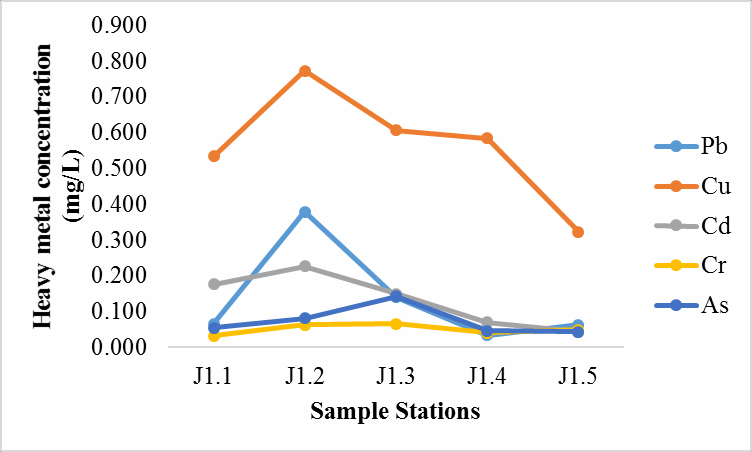 0.900
0.800
0.700
0.600
0.500
0.400
0.300
0.200
0.100
0.000
Heavy metal concentration
(mg/L)
J1.1 J1.2 J1.3 J1.4 J1.5
Sample Stations
Pb
Cu
Cd
Cr
As